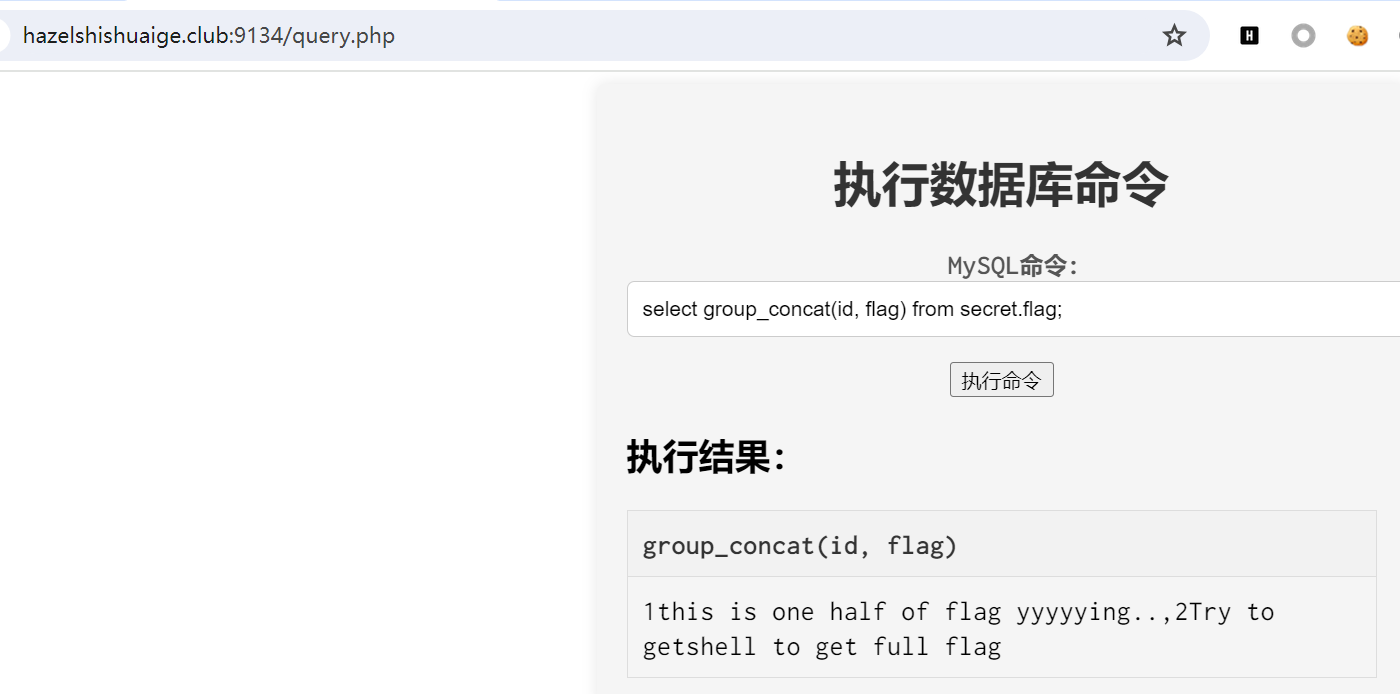 hazelshishuaige.club:9134/query.php
H
执行数据库命令
MySQL命令:
select group_concat(id, flag) from secret.flag;
执行命令
执行结果:
group_concat(id, flag)
1this is one half of flag yyyyying..,2Try to
getshell to get full flag